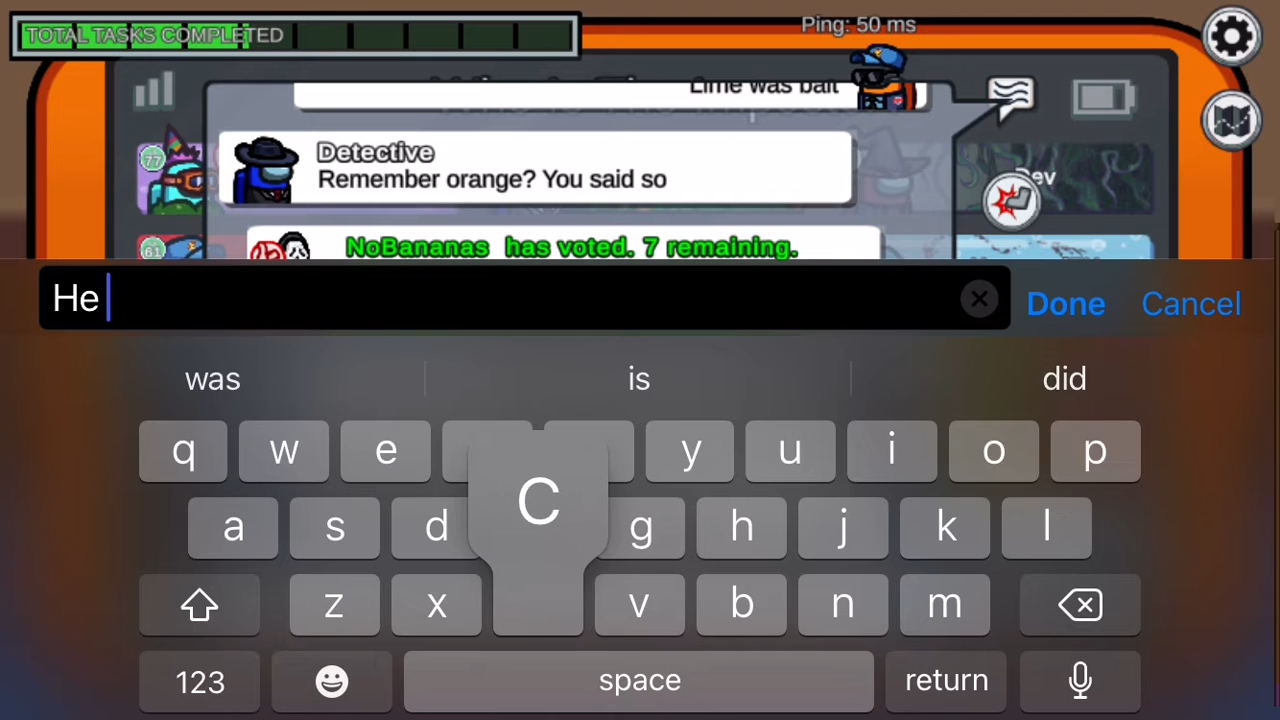 TOTAL TASKS COMPLETED
Ping: 50 ms
Lime was bait
77
Detective
Remember orange? You said so
Dev
61
NoBananas has voted. 7 remaining.
He
Done
Cancel
was
is
did
q w e y u i o p
C
a s d g h j k l
z x v b n m
123
space
return